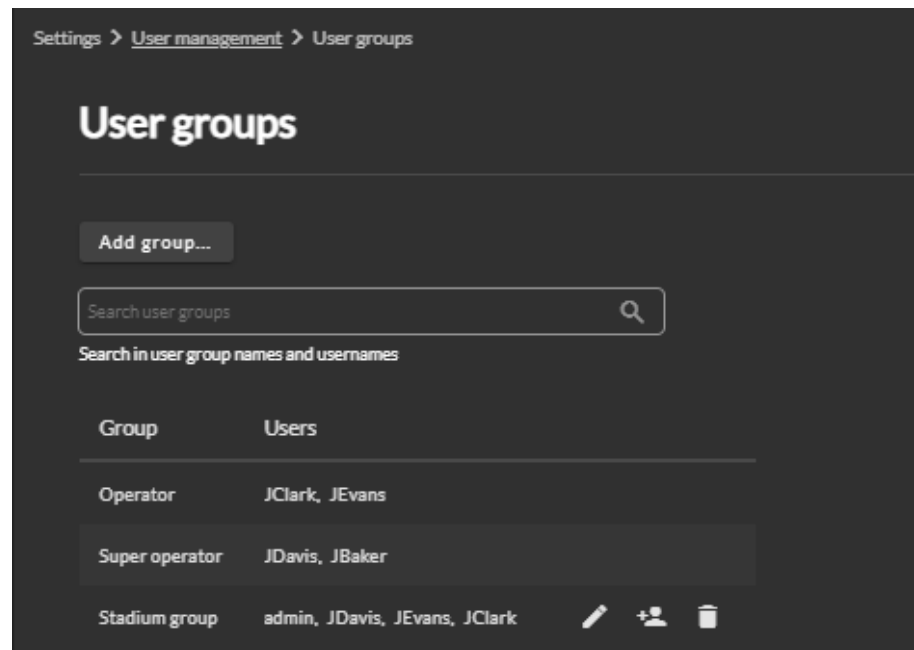 Settings > User management > User groups
User groups
Add group...
Search user groups
Search in user group names and usernames
Group Users
Operator JClark, JEvans
Super operator JDavis, JBaker
Stadium group admin, JDavis, JEvans, JClark